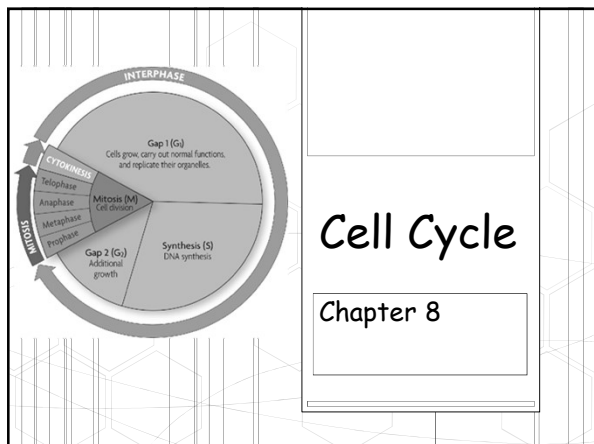 INTERPHASE
Gap 1 (G₁)
Cells grow, carry out normal functions,
and replicate their organelles.
CYTOKINESIS
Telophase
Anaphase
Metaphase
Prophase
MITOSIS
Mitosis (M)
Cell division
Gap 2 (G₂)
Additional
growth
Synthesis (S)
DNA synthesis
Cell Cycle
Chapter 8